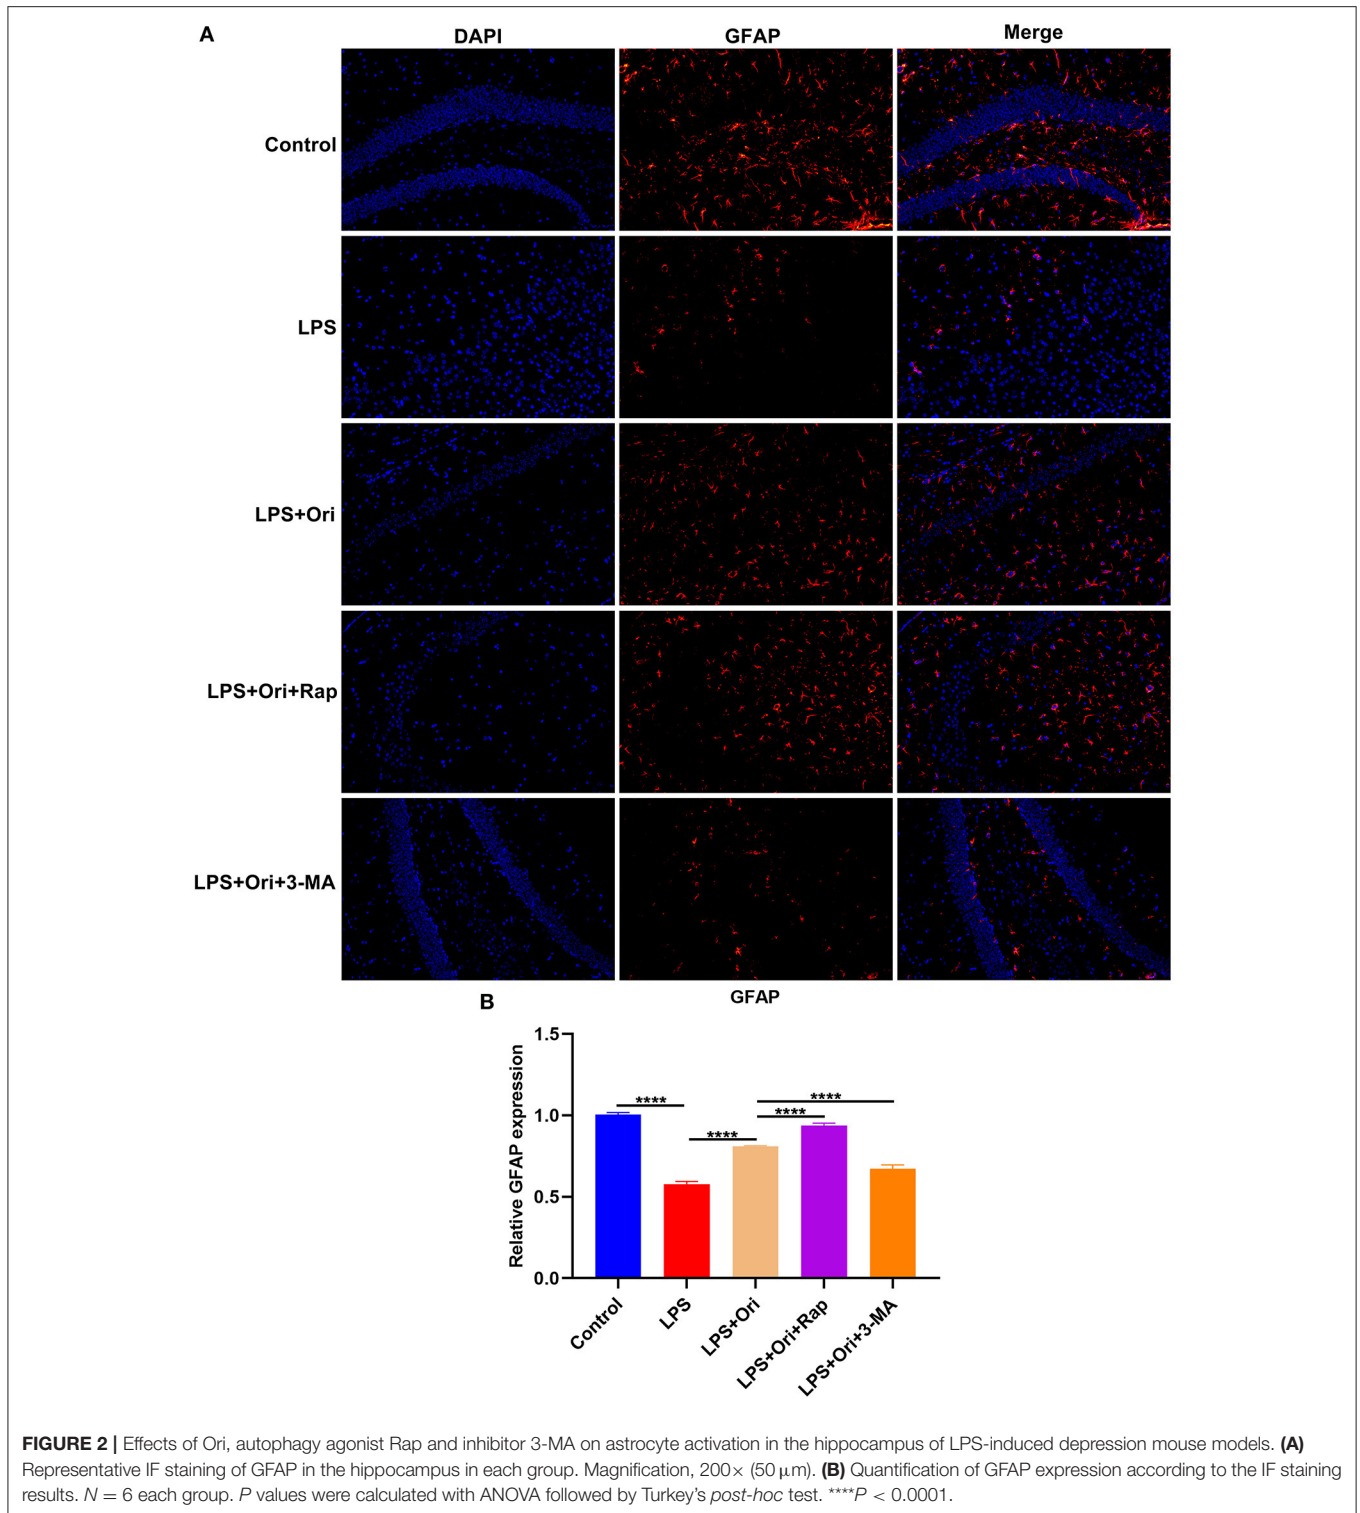 A
DAPI
GFAP
Merge
Control
LPS
LPS+Ori
LPS+Ori+Rap
LPS+Ori+3-MA
B
GFAP
Relative GFAP expression
1.5
1.0
0.5
0.0
****
****
****
****
Control
LPS
LPS+Ori
LPS+Ori+Rap
LPS+Ori+3-MA
FIGURE 2 | Effects of Ori, autophagy agonist Rap and inhibitor 3-MA on astrocyte activation in the hippocampus of LPS-induced depression mouse models. (A)
Representative IF staining of GFAP in the hippocampus in each group. Magnification, 200× (50 μm). (B) Quantification of GFAP expression according to the IF staining
results. N = 6 each group. P values were calculated with ANOVA followed by Turkey's post-hoc test. ****P < 0.0001.